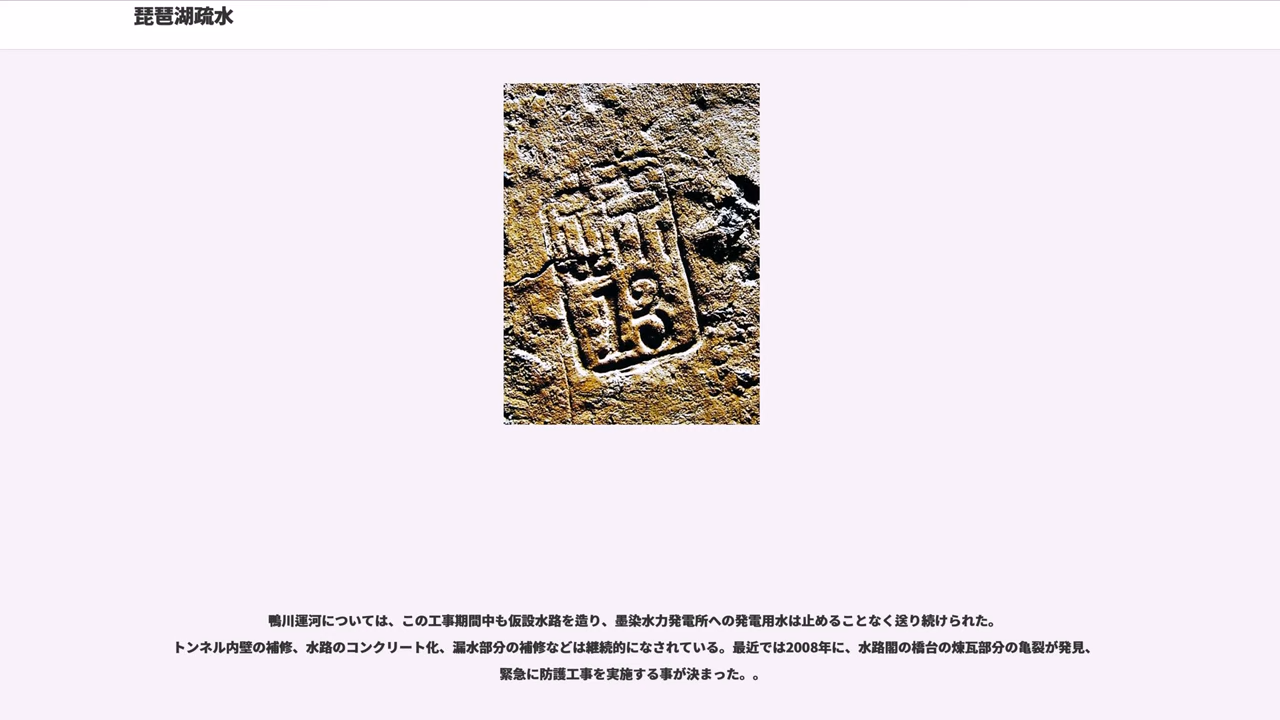 琵琶湖疏水
鴨川運河については、この工事期間中も仮設水路を造り、墨染水力発電所への発電用水は止めることなく送り続けられた。
トンネル内壁の補修、水路のコンクリート化、漏水部分の補修などは継続的になされている。最近では2008年に、水路閣の橋台の煉瓦部分の亀裂が発見、
緊急に防護工事を実施する事が決まった。。